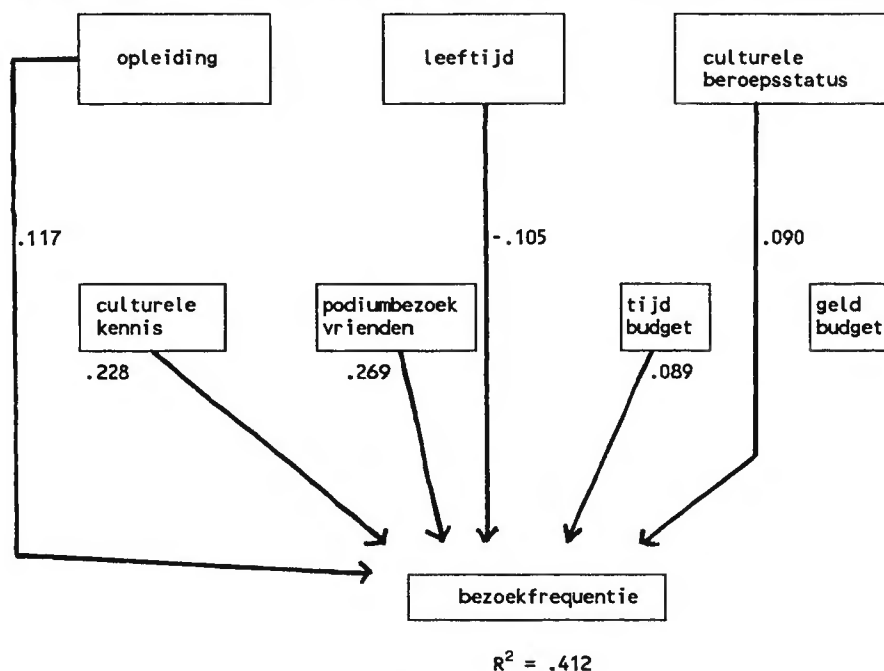 opleiding
leeftijd
culturele
beroepsstatus
.117
-.105
.090
culturele
kennis
podiumbezoek
vrienden
tijd
budget
geld
budget
.228
.269
.089
bezoekfrequentie
R² = .412